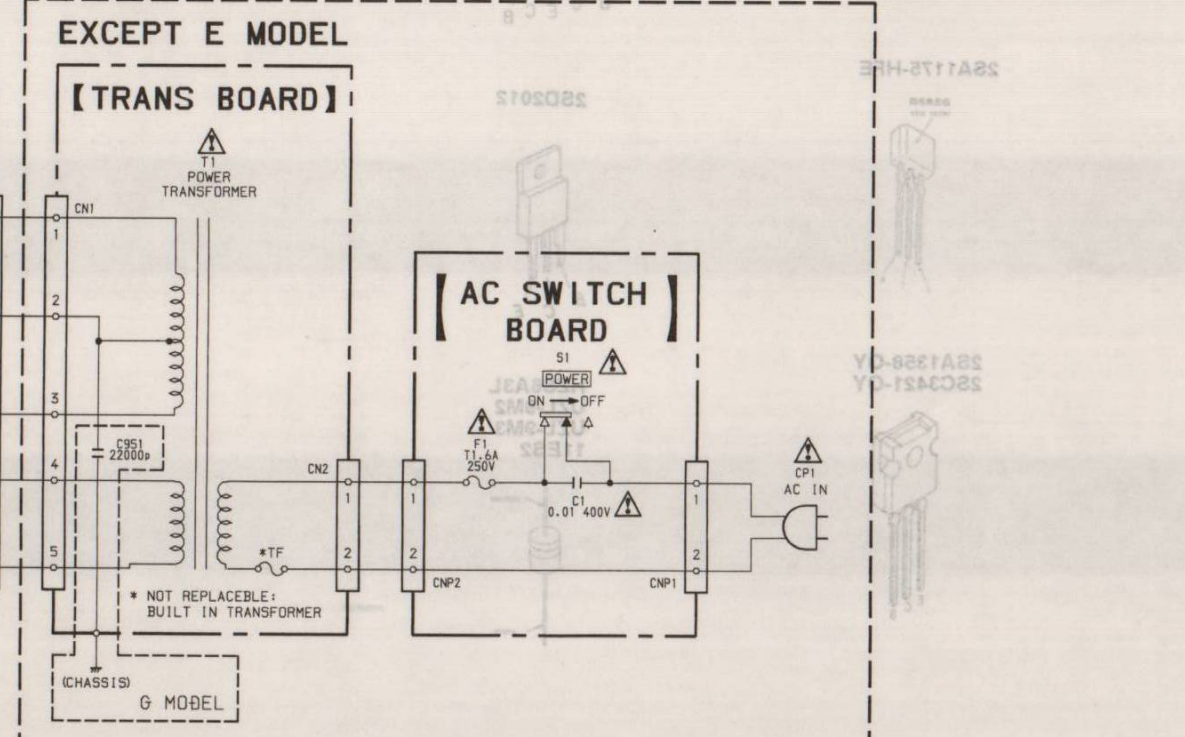 EXCEPT E MODEL
【TRANS BOARD】
T1
POWER
TRANSFORMER
CN1
1
2
3
4
5
C951
22000p
CN2
1
2
*TF
* NOT REPLACEBLE:
BUILT IN TRANSFORMER
(CHASSIS)
G MODEL
【AC SWITCH
BOARD】
S1
POWER
ON OFF
F1
T1.6A
250V
C1
0.01 400V
1
2
CNP2
1
2
CNP1
CP1
AC IN
2SD2012
2SA1175-HFE
2SA1358-OY
2SC3421-OY